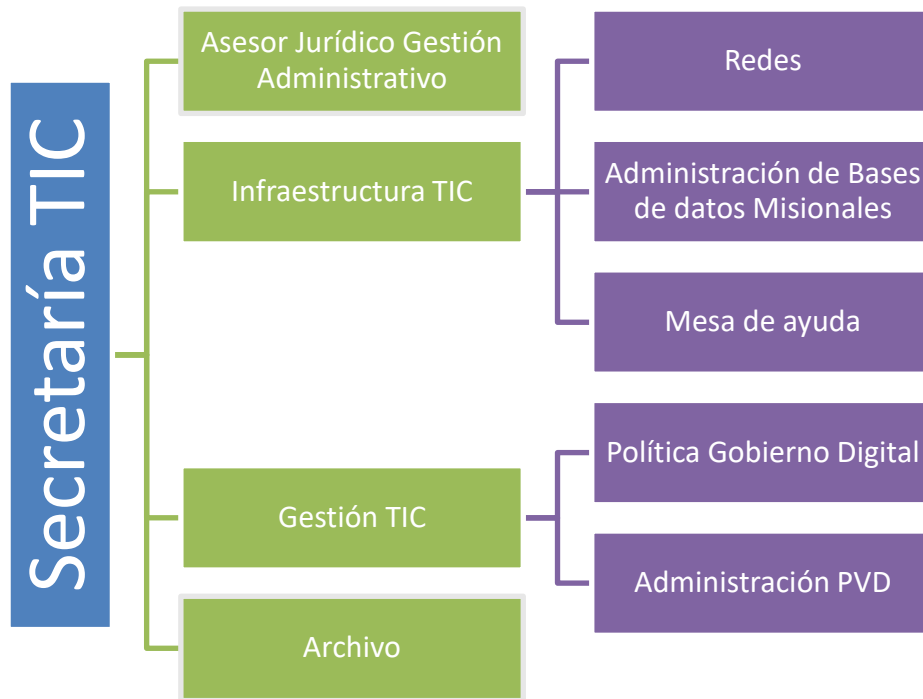 Secretaría TIC
Asesor Jurídico Gestión
Administrativo
Infraestructura TIC
Redes
Administración de Bases
de datos Misionales
Mesa de ayuda
Gestión TIC
Política Gobierno Digital
Administración PVD
Archivo